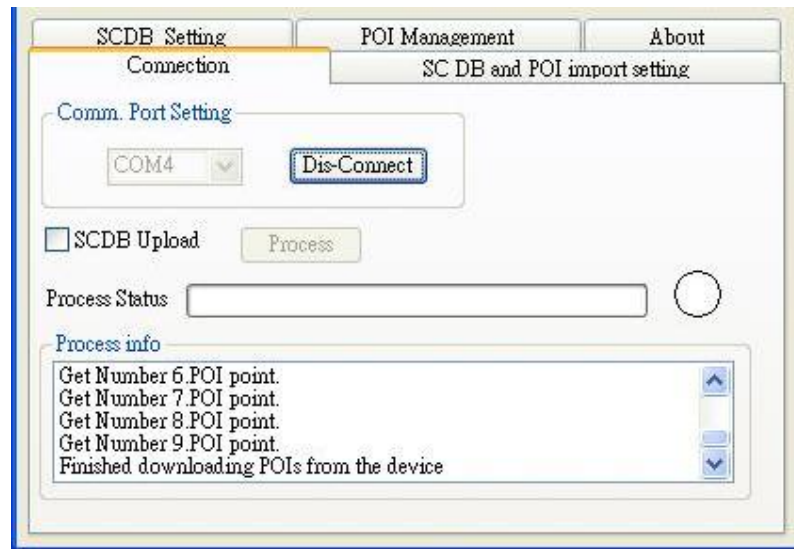 SCDB Setting
POI Management
About
Connection
SC DB and POI import setting
Comm. Port Setting
COM4
Dis-Connect
SCDB Upload
Process
Process Status
Process info
Get Number 6.POI point.
Get Number 7.POI point.
Get Number 8.POI point.
Get Number 9.POI point.
Finished downloading POIs from the device